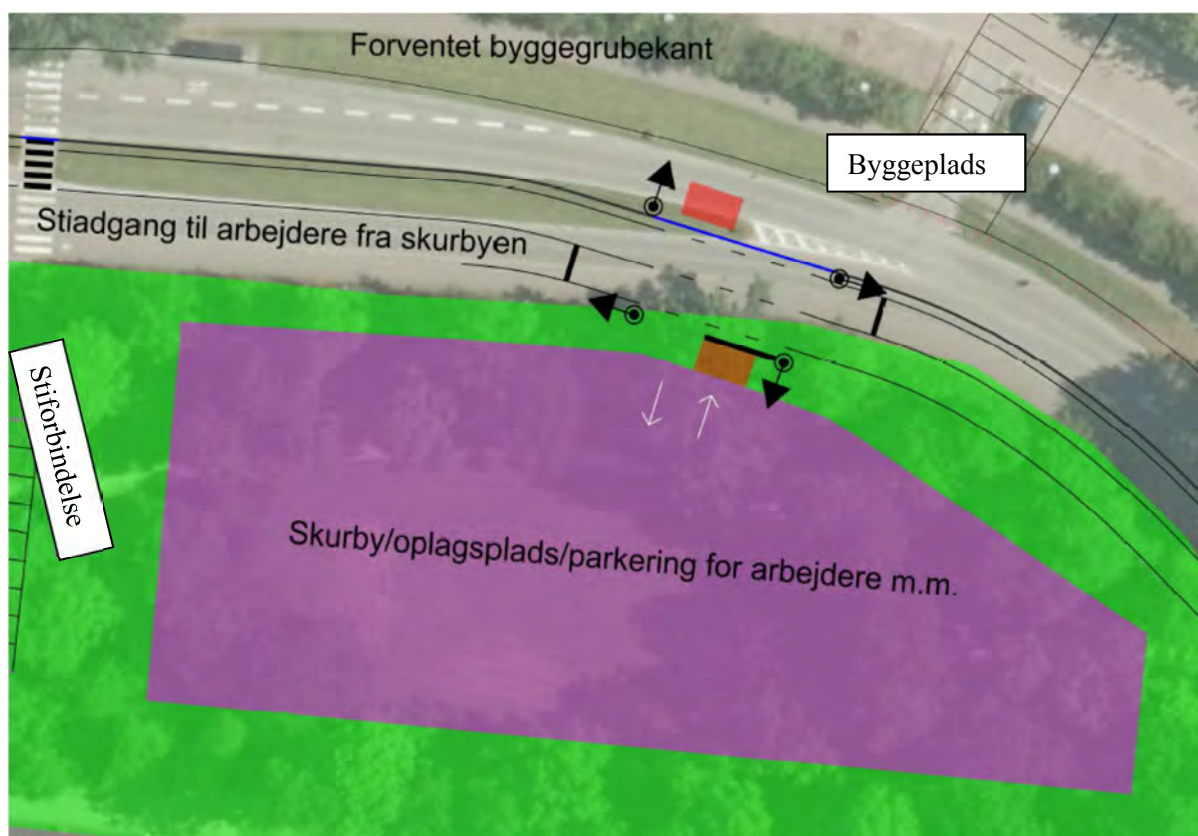 Forventet byggegrubekant
Byggeplads
Stiadgang til arbejdere fra skurbyen
Stiforbindelse
Skurby/oplagsplads/parkering for arbejdere m.m.